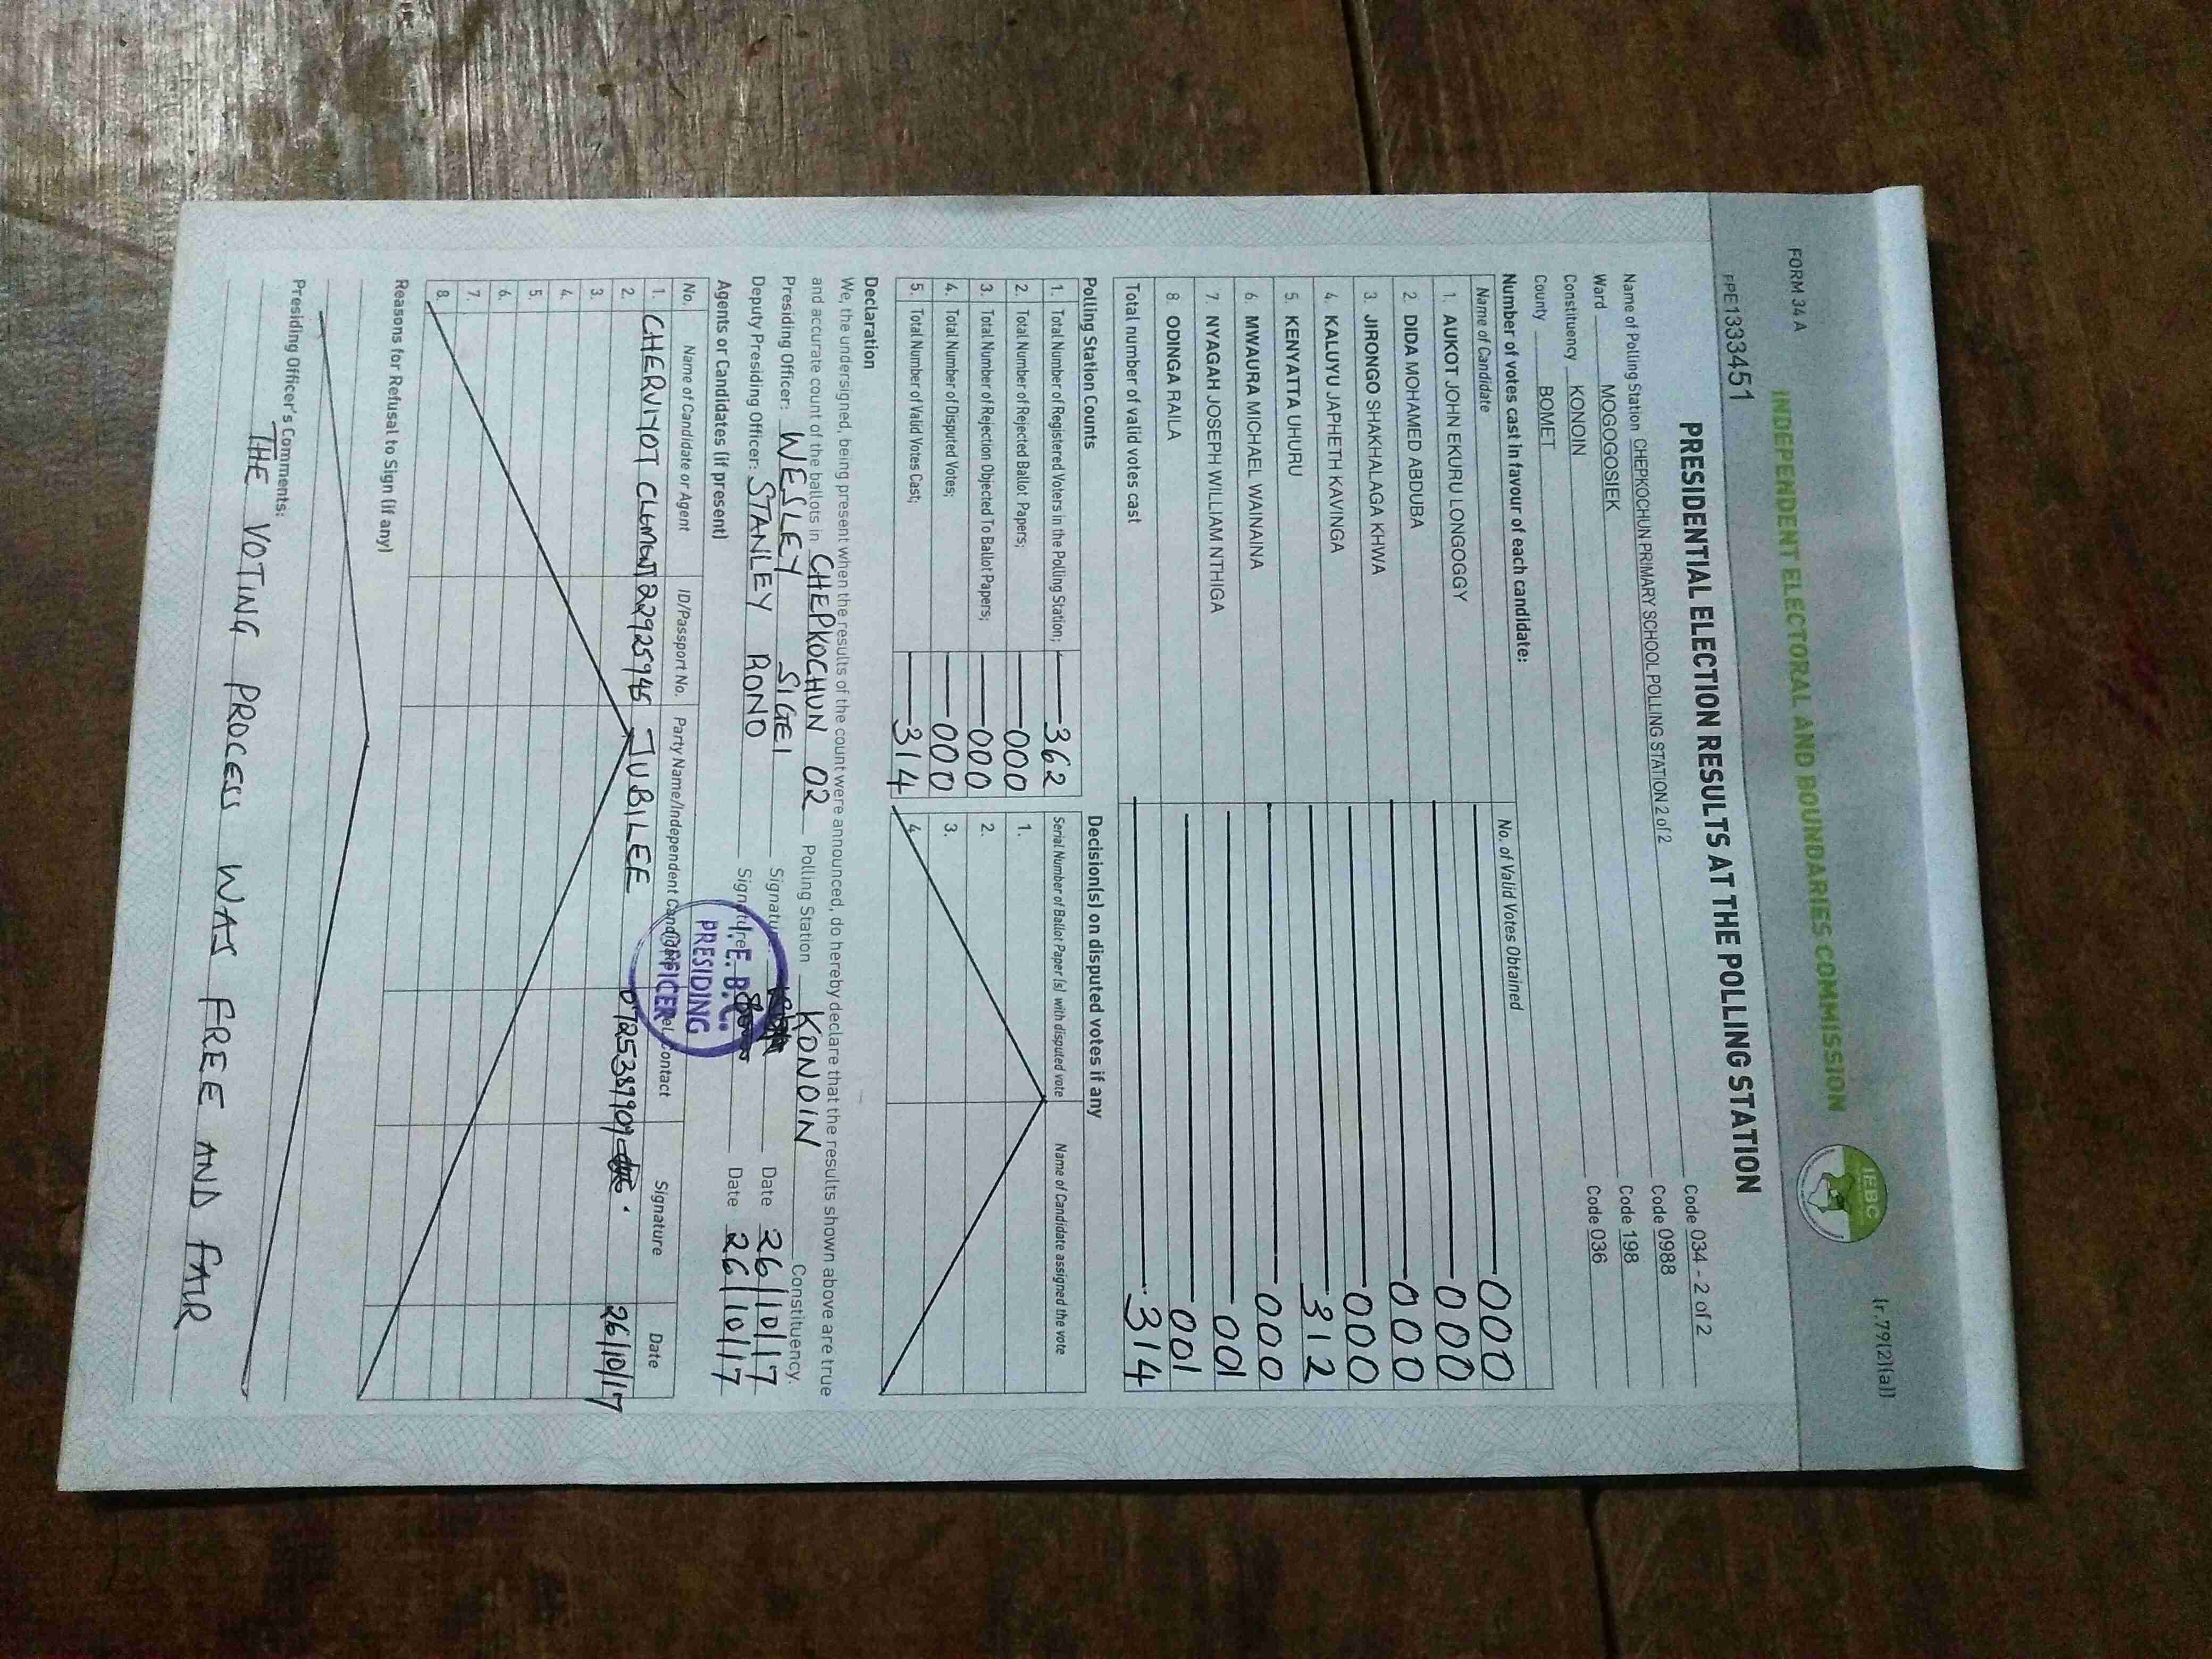 FORM 34 A
(r.79(2)(a))
INDEPENDENT ELECTORAL AND BOUNDARIES COMMISSION
IEBC
FPE1333451
PRESIDENTIAL ELECTION RESULTS AT THE POLLING STATION
Name of Polling Station CHEPKOCHUN PRIMARY SCHOOL POLLING STATION 2 of 2 Code 034 - 2 of 2
Ward MOGOGOSIEK Code 0988
Constituency KONOIN Code 198
County BOMET Code 036
Number of votes cast in favour of each candidate:
Name of Candidate No. of Valid Votes Obtained
1. AUKOT JOHN EKURU LONGOGGY 000
2. DIDA MOHAMED ABDUBA 000
3. JIRONGO SHAKHALAGA KHWA 000
4. KALUYU JAPHETH KAVINGA 000
5. KENYATTA UHURU 312
6. MWAURA MICHAEL WAINAINA 000
7. NYAGAH JOSEPH WILLIAM NTHIGA 001
8. ODINGA RAILA 001
Total number of valid votes cast 314
Polling Station Counts
1. Total Number of Registered Voters in the Polling Station; 362
2. Total Number of Rejected Ballot Papers; 000
3. Total Number of Rejection Objected To Ballot Papers; 000
4. Total Number of Disputed Votes; 000
5. Total Number of Valid Votes Cast; 314
Decision(s) on disputed votes if any
Serial Number of Ballot Paper (s) with disputed vote Name of Candidate assigned the vote
1.
2.
3.
4.
Declaration
We, the undersigned, being present when the results of the count were announced, do hereby declare that the results shown above are true
and accurate count of the ballots in CHEPKOCHUN 02 Polling Station KONOIN Constituency.
Presiding Officer: WESLEY SIGEI Signature Date 26/10/17
Deputy Presiding Officer: STANLEY RONO Signature Date 26/10/17
I.E.B.C.
PRESIDING
OFFICER
Agents or Candidates (if present)
No. Name of Candidate or Agent ID/Passport No. Party Name/Independent Candidate Tel. Contact Signature Date
1. CHERUIYOT CLEMENT 22925945 JUBILEE 0725389909 26/10/17
2.
3.
4.
5.
6.
7.
8.
Reasons for Refusal to Sign (if any)
Presiding Officer's Comments:
THE VOTING PROCESS WAS FREE AND FAIR